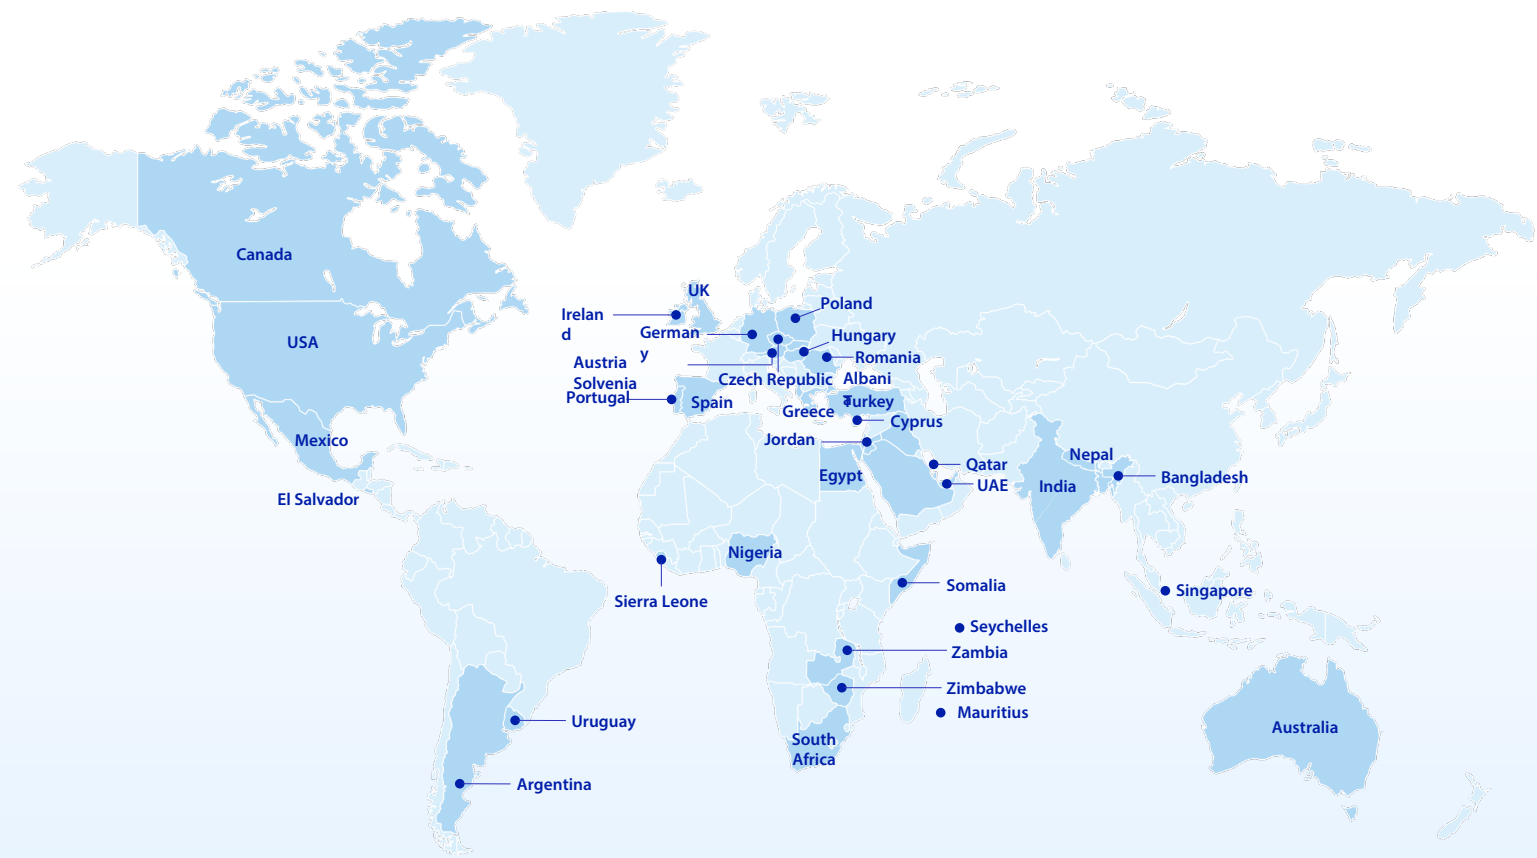 Canada
USA
Mexico
El Salvador
UK
Irelan
d
German
y
Austria
Solvenia
Portugal
Spain
Poland
Hungary
Romania
Czech Republic
Albani
a
Turkey
Greece
Cyprus
Jordan
Egypt
Qatar
UAE
Nepal
India
Bangladesh
Nigeria
Sierra Leone
Somalia
Singapore
Seychelles
Zambia
Zimbabwe
Mauritius
Uruguay
South
Africa
Australia
Argentina